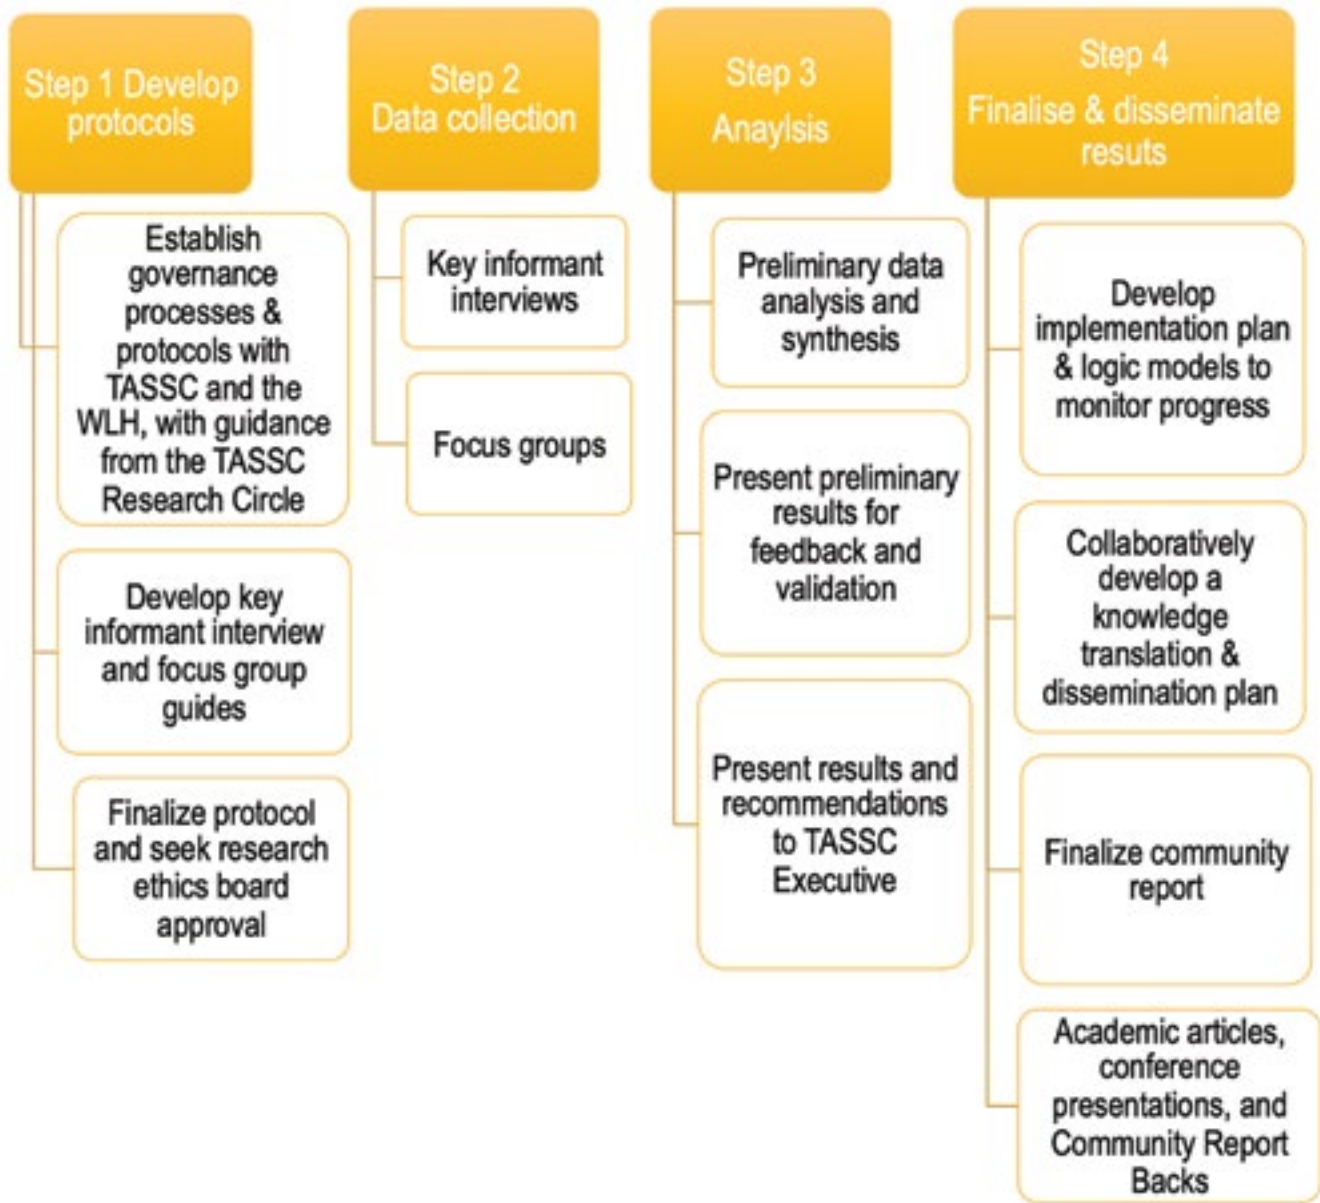 Step 1 Develop
protocols
Establish
governance
processes &
protocols with
TASSC and the
WLH, with guidance
from the TASSC
Research Circle
Develop key
informant interview
and focus group
guides
Finalize protocol
and seek research
ethics board
approval
Step 2
Data collection
Key informant
interviews
Focus groups
Step 3
Anaylsis
Preliminary data
analysis and
synthesis
Present preliminary
results for
feedback and
validation
Present results and
recommendations
to TASSC
Executive
Step 4
Finalise & disseminate
resuts
Develop
implementation plan
& logic models to
monitor progress
Collaboratively
develop a
knowledge
translation &
dissemination plan
Finalize community
report
Academic articles,
conference
presentations, and
Community Report
Backs